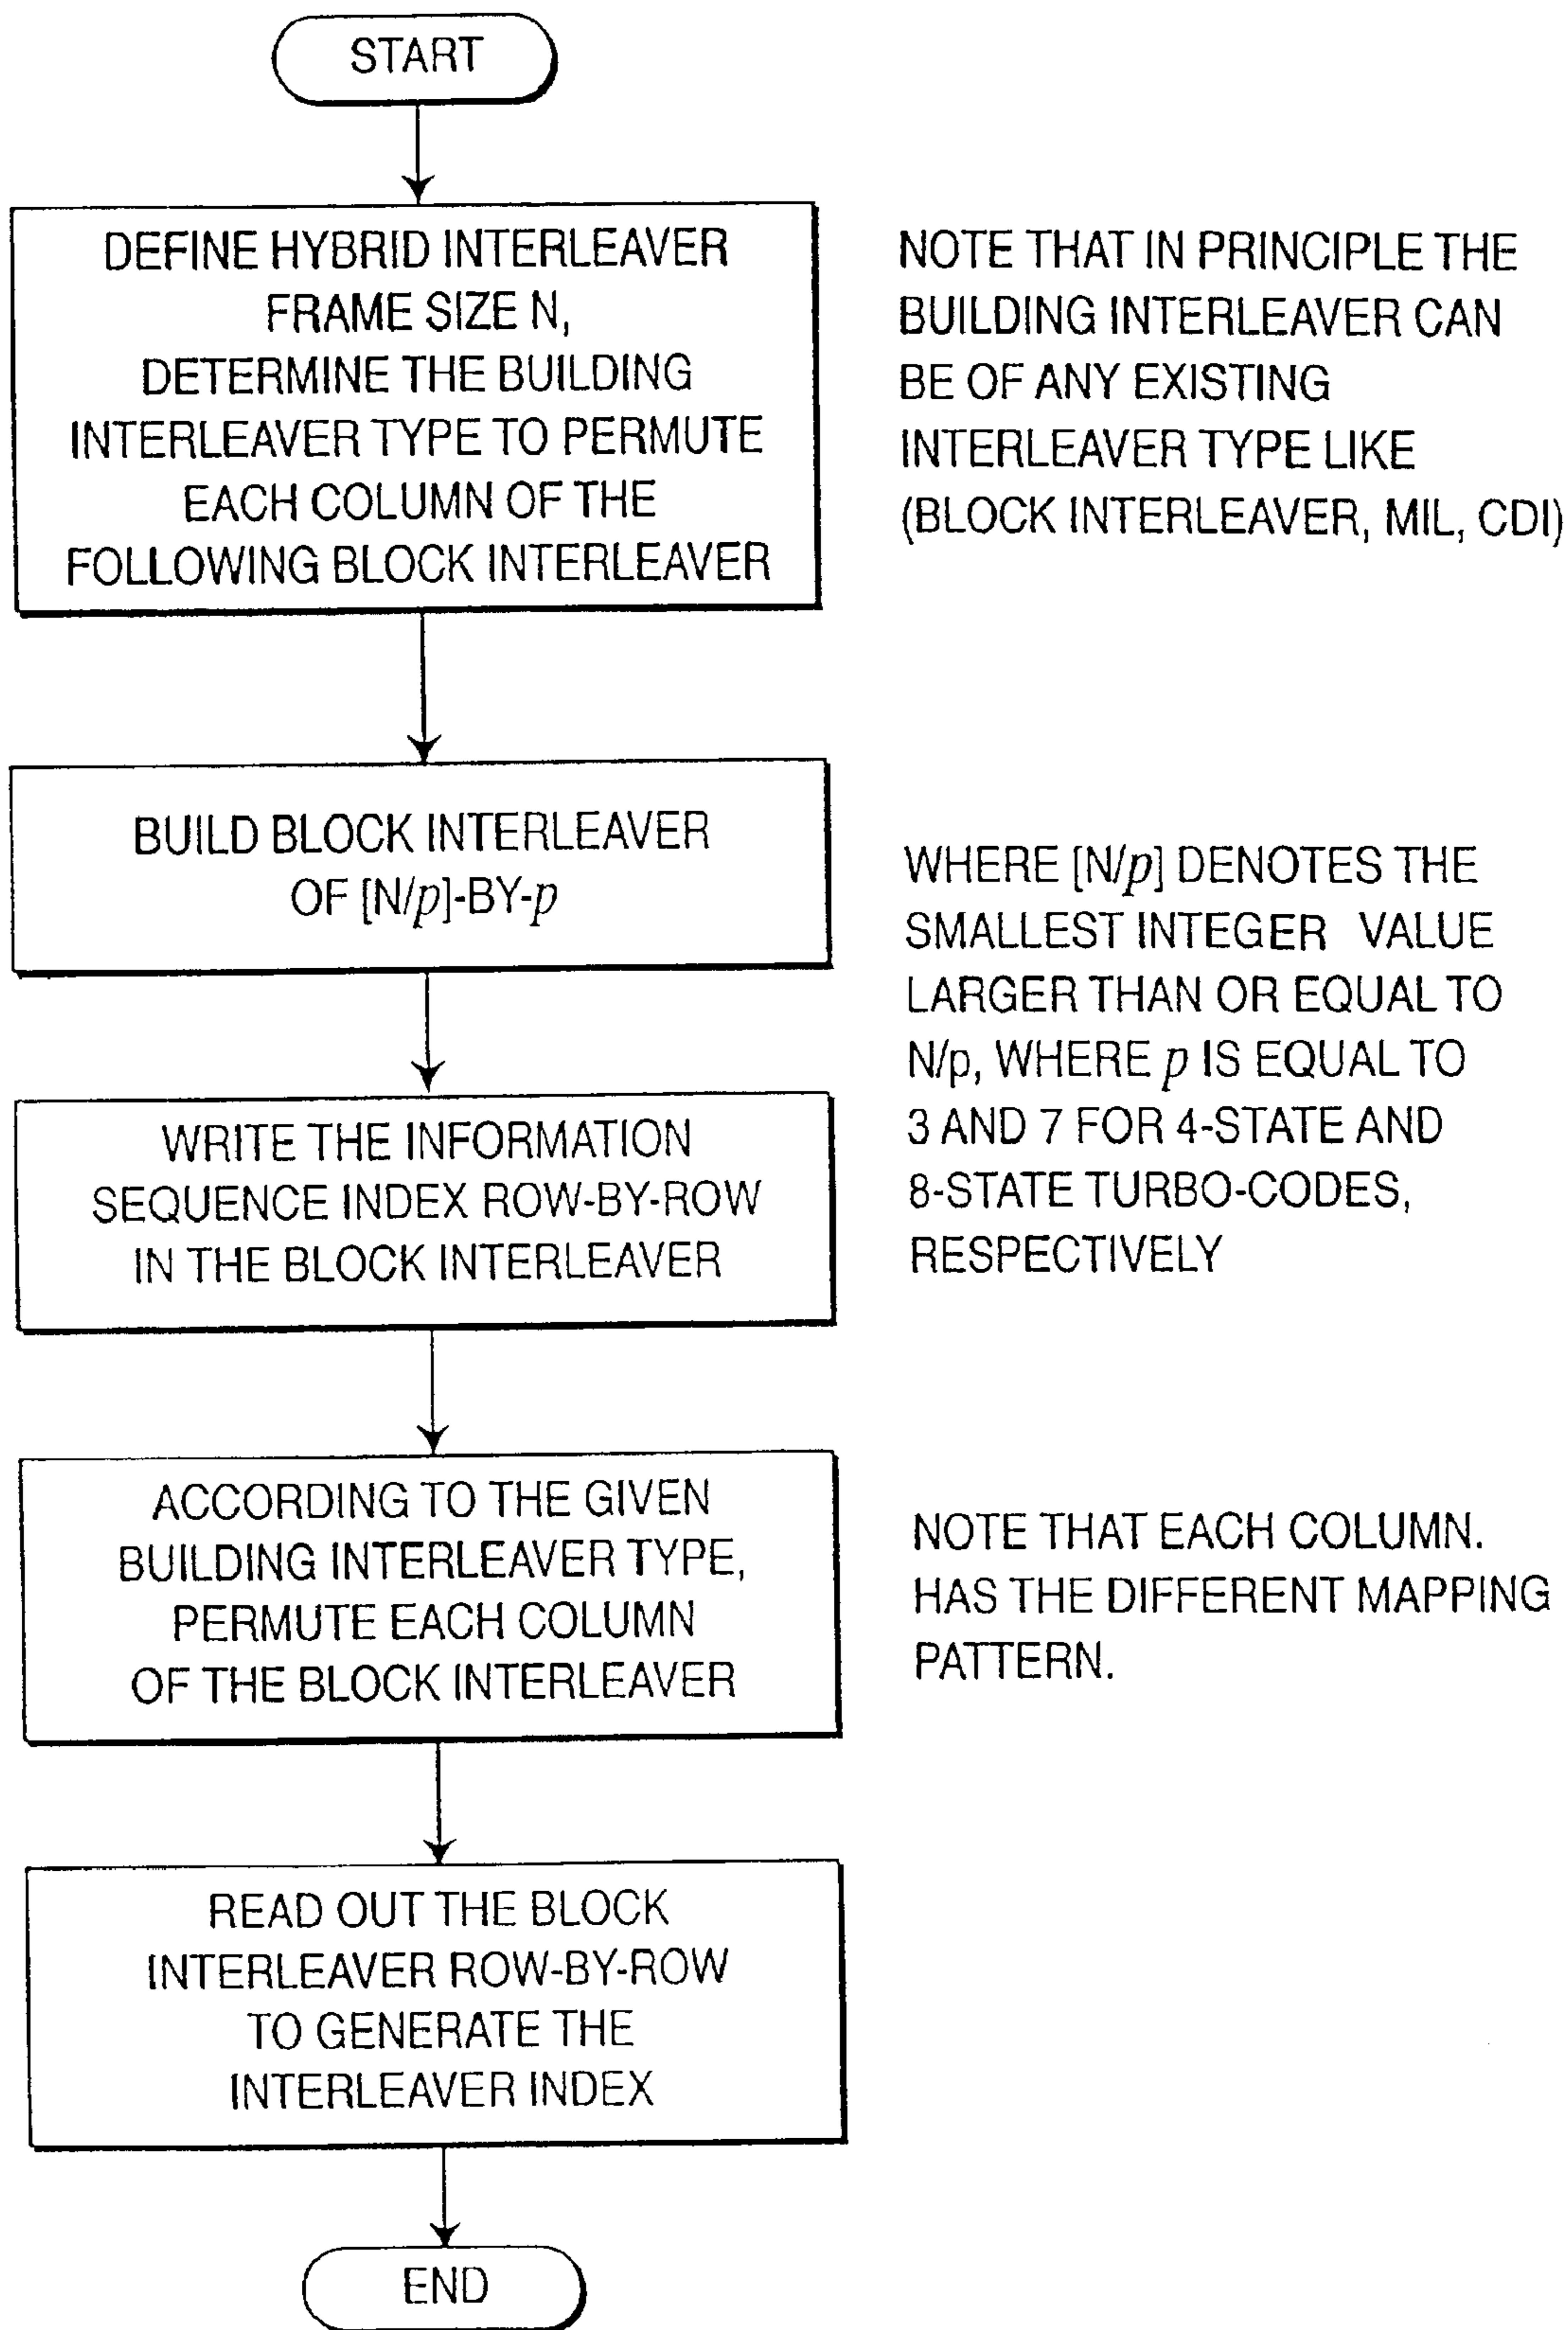 START
DEFINE HYBRID INTERLEAVER
FRAME SIZE N,
DETERMINE THE BUILDING
INTERLEAVER TYPE TO PERMUTE
EACH COLUMN OF THE
FOLLOWING BLOCK INTERLEAVER
NOTE THAT IN PRINCIPLE THE
BUILDING INTERLEAVER CAN
BE OF ANY EXISTING
INTERLEAVER TYPE LIKE
(BLOCK INTERLEAVER, MIL, CDI)
BUILD BLOCK INTERLEAVER
OF [N/p]-BY-p
WHERE [N/p] DENOTES THE
SMALLEST INTEGER VALUE
LARGER THAN OR EQUAL TO
N/p, WHERE p IS EQUAL TO
3 AND 7 FOR 4-STATE AND
8-STATE TURBO-CODES,
RESPECTIVELY
WRITE THE INFORMATION
SEQUENCE INDEX ROW-BY-ROW
IN THE BLOCK INTERLEAVER
ACCORDING TO THE GIVEN
BUILDING INTERLEAVER TYPE,
PERMUTE EACH COLUMN
OF THE BLOCK INTERLEAVER
NOTE THAT EACH COLUMN.
HAS THE DIFFERENT MAPPING
PATTERN.
READ OUT THE BLOCK
INTERLEAVER ROW-BY-ROW
TO GENERATE THE
INTERLEAVER INDEX
END